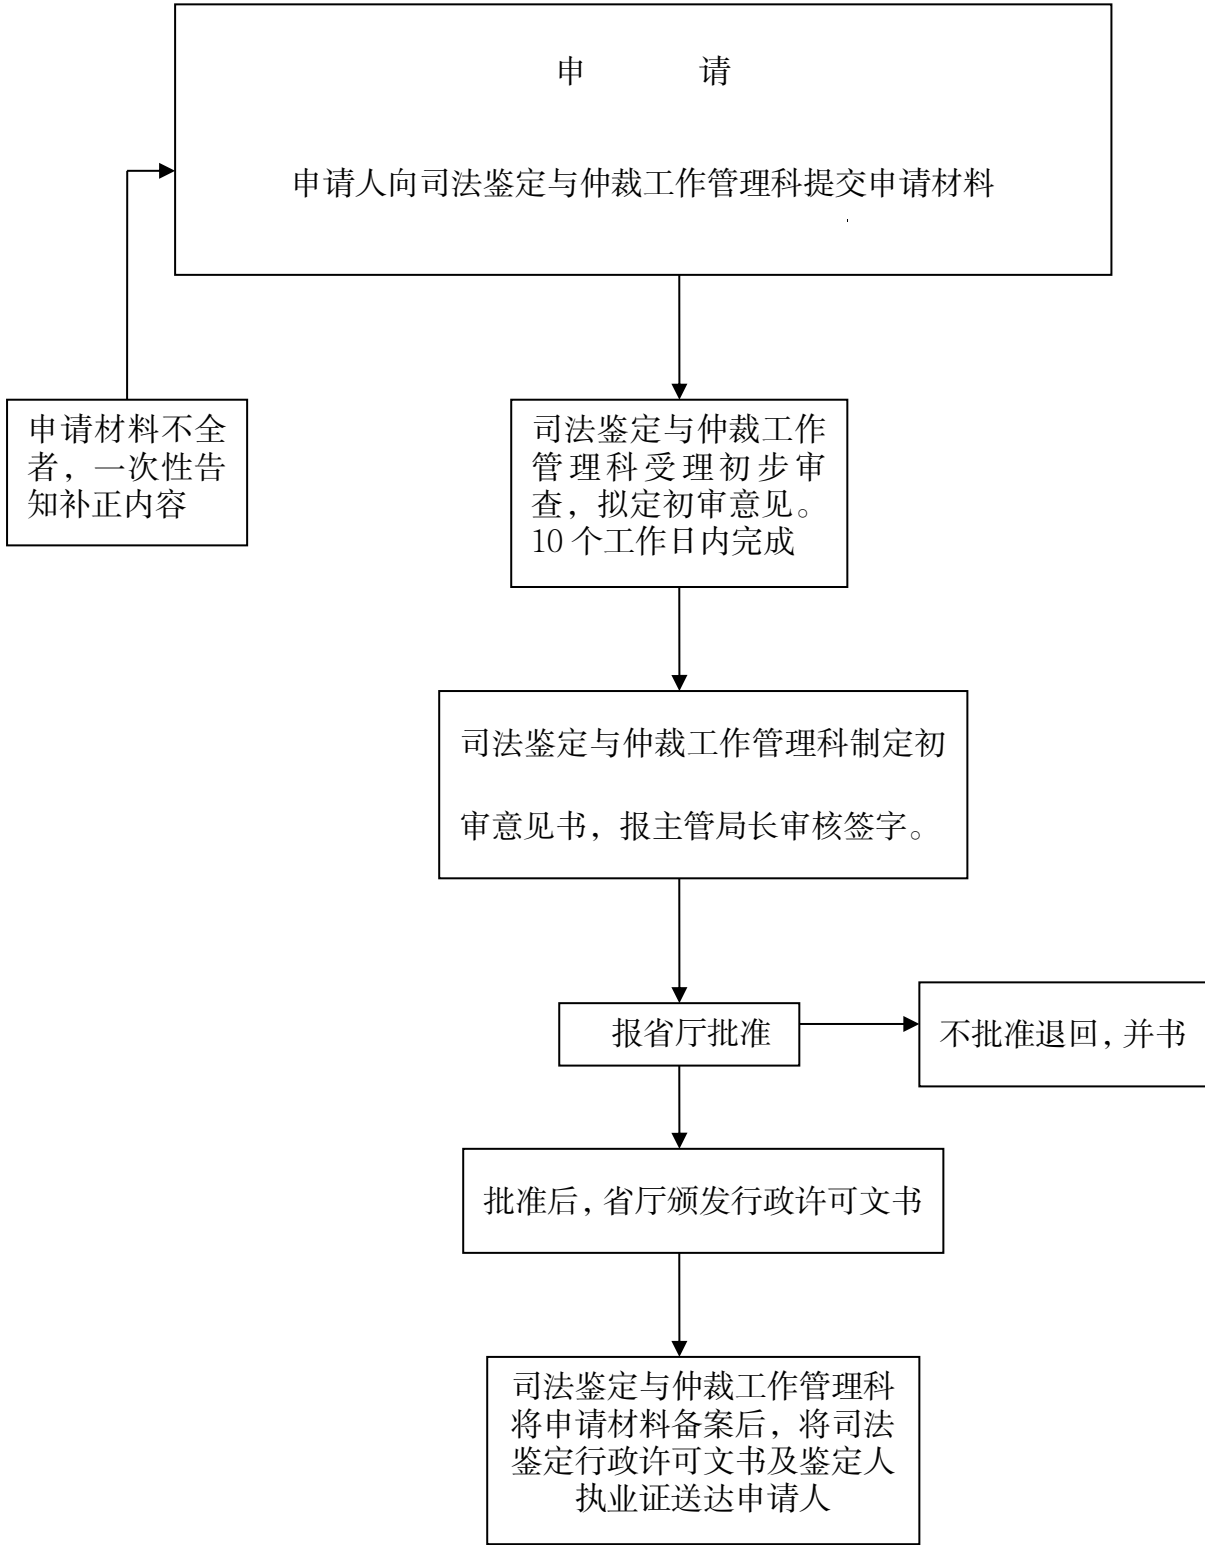 申 请
申请人向司法鉴定与仲裁工作管理科提交申请材料
申请材料不全
者，一次性告
知补正内容
司法鉴定与仲裁工作
管理科受理初步审
查，拟定初审意见。
10个工作日内完成
司法鉴定与仲裁工作管理科制定初
审意见书，报主管局长审核签字。
报省厅批准
不批准退回，并书
批准后，省厅颁发行政许可文书
司法鉴定与仲裁工作管理科
将申请材料备案后，将司法
鉴定行政许可文书及鉴定人
执业证送达申请人